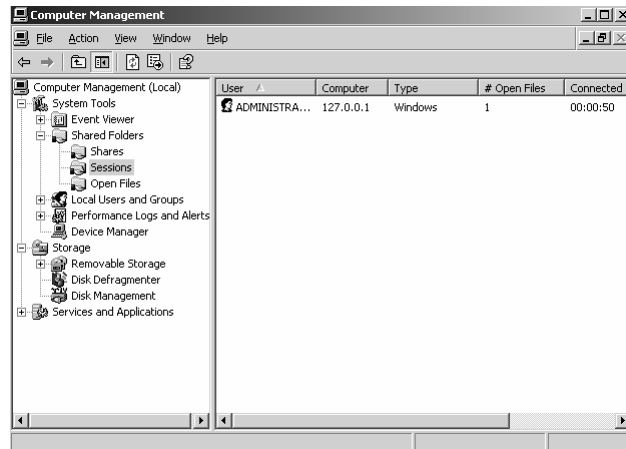 Computer Management
File Action View Window Help
Computer Management (Local)
System Tools
Event Viewer
Shared Folders
Shares
Sessions
Open Files
Local Users and Groups
Performance Logs and Alerts
Device Manager
Storage
Removable Storage
Disk Defragmenter
Disk Management
Services and Applications
User Computer Type # Open Files Connected
ADMINISTRA... 127.0.0.1 Windows 1 00:00:50